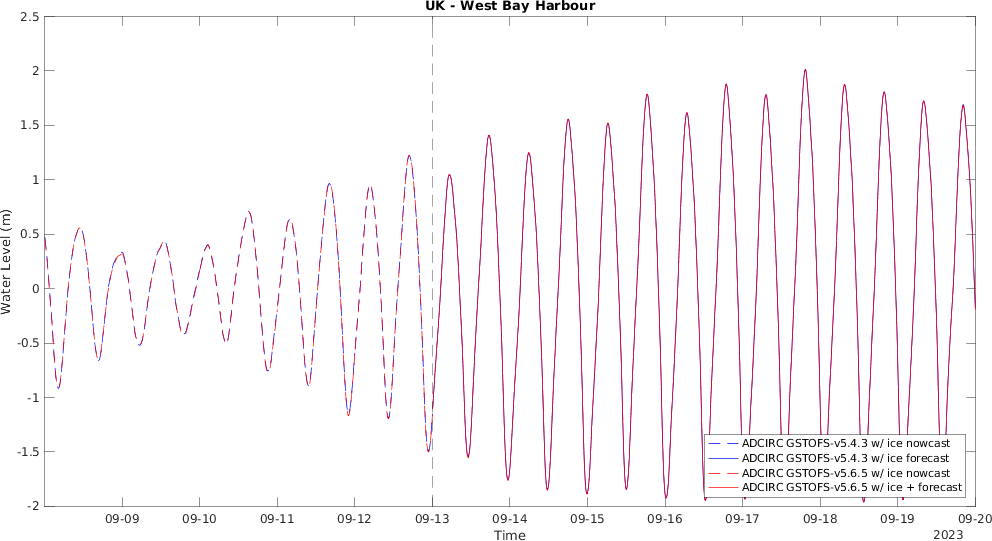 UK - West Bay Harbour
2.5
2
1.5
1
0.5
0
-0.5
-1
-1.5
-2
Water Level (m)
ADCIRC GSTOFS-v5.4.3 w/ ice nowcast
ADCIRC GSTOFS-v5.4.3 w/ ice forecast
ADCIRC GSTOFS-v5.6.5 w/ ice nowcast
ADCIRC GSTOFS-v5.6.5 w/ ice + forecast
09-09 09-10 09-11 09-12 09-13 09-14 09-15 09-16 09-17 09-18 09-19 09-20
Time
2023